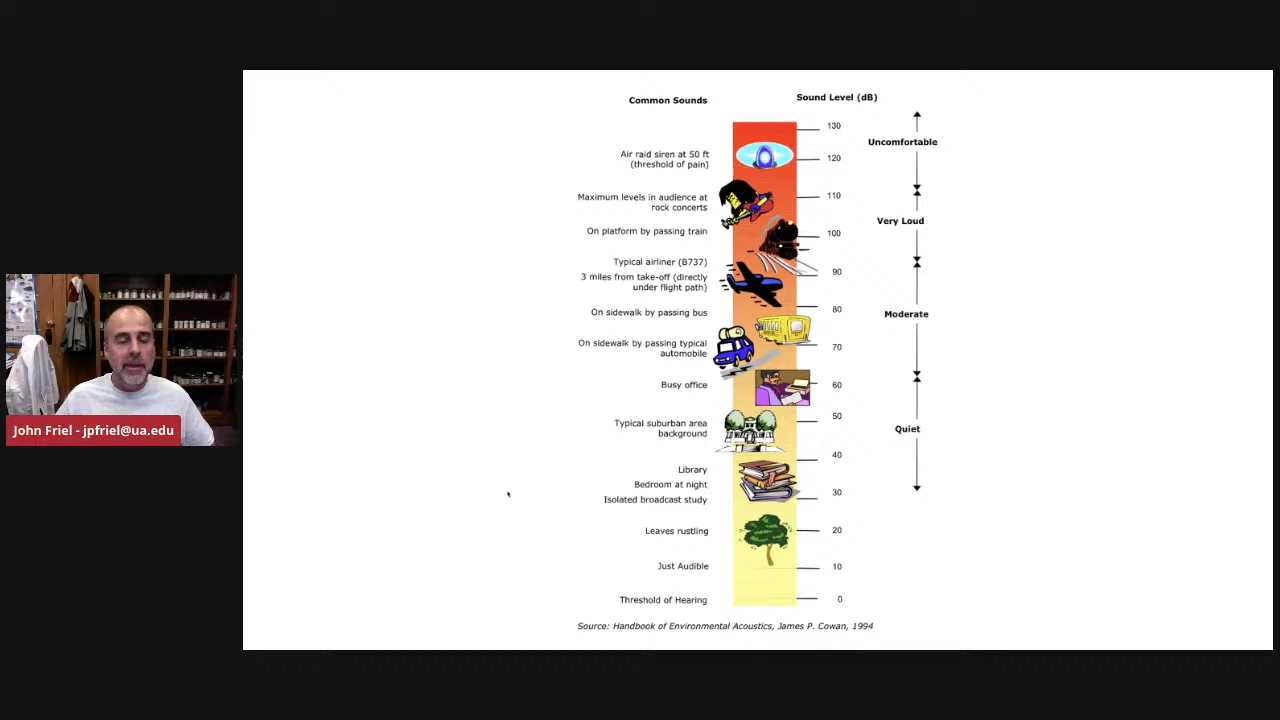 Common Sounds
Sound Level (dB)
130
Uncomfortable
Air raid siren at 50 ft
(threshold of pain)
120
Maximum levels in audience at
rock concerts
110
Very Loud
On platform by passing train
100
Typical airliner (B737)
3 miles from take-off (directly
under flight path)
90
On sidewalk by passing bus
80
Moderate
On sidewalk by passing typical
automobile
70
Busy office
60
50
Typical suburban area
background
Quiet
40
Library
Bedroom at night
30
Isolated broadcast study
Leaves rustling
20
Just Audible
10
Threshold of Hearing
0
Source: Handbook of Environmental Acoustics, James P. Cowan, 1994
John Friel - jpfriel@ua.edu